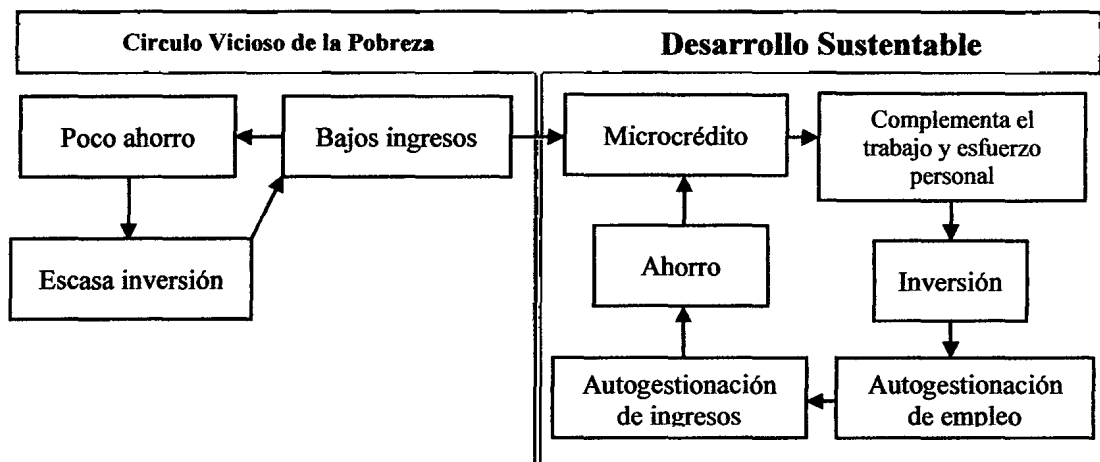 Circulo Vicioso de la Pobreza
Desarrollo Sustentable
Poco ahorro
Bajos ingresos
Microcrédito
Complementa el
trabajo y esfuerzo
personal
Escasa inversión
Ahorro
Inversión
Autogestionación
de ingresos
Autogestionación
de empleo